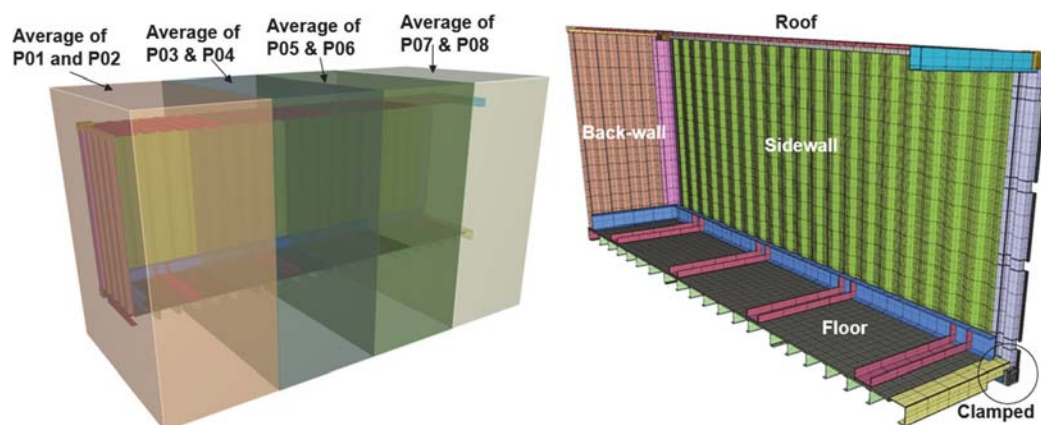 Average of
P01 and P02
Average of
P03 & P04
Average of
P05 & P06
Average of
P07 & P08
Roof
Back-wall
Sidewall
Floor
Clamped